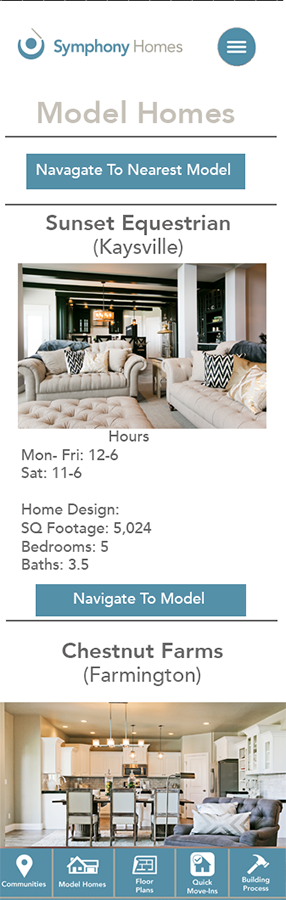 Symphony Homes
Model Homes
Navagate To Nearest Model
Sunset Equestrian
(Kaysville)
Hours
Mon- Fri: 12-6
Sat: 11-6
Home Design:
SQ Footage: 5,024
Bedrooms: 5
Baths: 3.5
Navigate To Model
Chestnut Farms
(Farmington)
Communities
Model Homes
Floor
Plans
Quick
Move-Ins
Building
Process